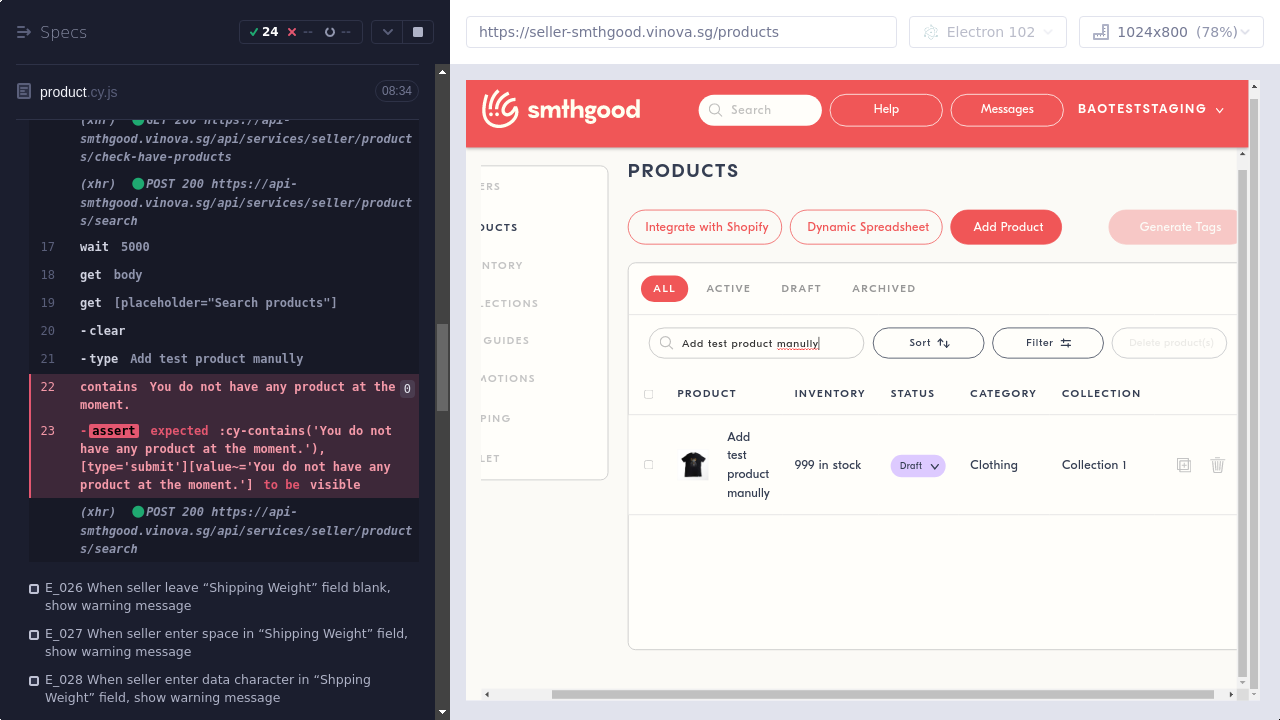 Specs
24
--
--
product.cy.js
08:34
(xhr) GET 200 https://api-
smthgood.vinova.sg/api/services/seller/product
s/check-have-products
(xhr) POST 200 https://api-
smthgood.vinova.sg/api/services/seller/product
s/search
17 wait 5000
18 get body
19 get [placeholder="Search products"]
20 -clear
21 -type Add test product manully
22 contains You do not have any product at the 0
moment.
23 -assert expected :cy-contains('You do not
have any product at the moment.'),
[type='submit'][value~='You do not have any
product at the moment.'] to be visible
(xhr) POST 200 https://api-
smthgood.vinova.sg/api/services/seller/product
s/search
E_026 When seller leave “Shipping Weight” field blank,
show warning message
E_027 When seller enter space in “Shipping Weight” field,
show warning message
E_028 When seller enter data character in “Shpping
Weight” field, show warning message
https://seller-smthgood.vinova.sg/products
Electron 102
1024x800 (78%)
smthgood
Search
Help
Messages
BAOTESTSTAGING
ERS
DUCTS
NTORY
LECTIONS
GUIDES
MOTIONS
PING
LET
PRODUCTS
Integrate with Shopify
Dynamic Spreadsheet
Add Product
Generate Tags
ALL
ACTIVE
DRAFT
ARCHIVED
Add test product manully
Sort
Filter
Delete product(s)
PRODUCT INVENTORY STATUS CATEGORY COLLECTION
Add
test
product
manully
999 in stock
Draft
Clothing
Collection 1